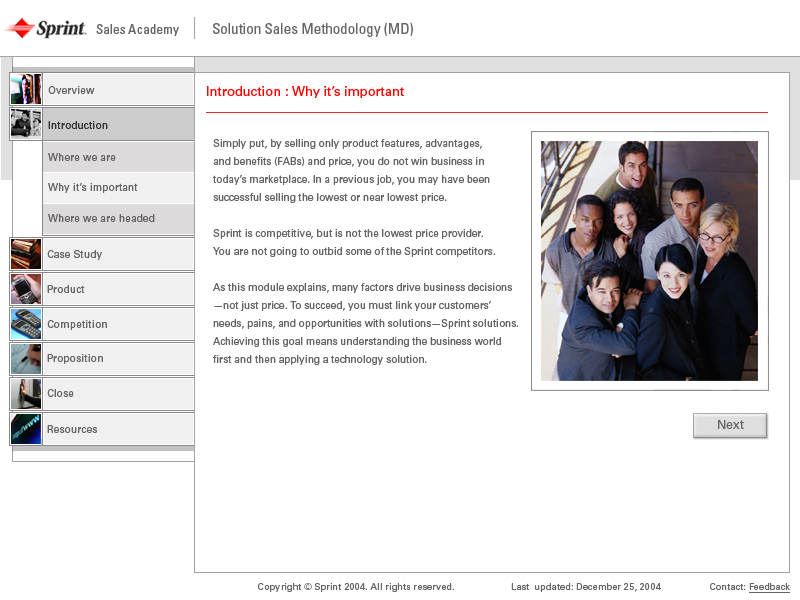 Sprint. Sales Academy Solution Sales Methodology (MD)
Overview
Introduction
Where we are
Why it's important
Where we are headed
Case Study
Product
Competition
Proposition
Close
Resources
Introduction : Why it's important
Simply put, by selling only product features, advantages,
and benefits (FABs) and price, you do not win business in
today's marketplace. In a previous job, you may have been
successful selling the lowest or near lowest price.
Sprint is competitive, but is not the lowest price provider.
You are not going to outbid some of the Sprint competitors.
As this module explains, many factors drive business decisions
—not just price. To succeed, you must link your customers'
needs, pains, and opportunities with solutions—Sprint solutions.
Achieving this goal means understanding the business world
first and then applying a technology solution.
Next
Copyright © Sprint 2004. All rights reserved. Last updated: December 25, 2004 Contact: Feedback